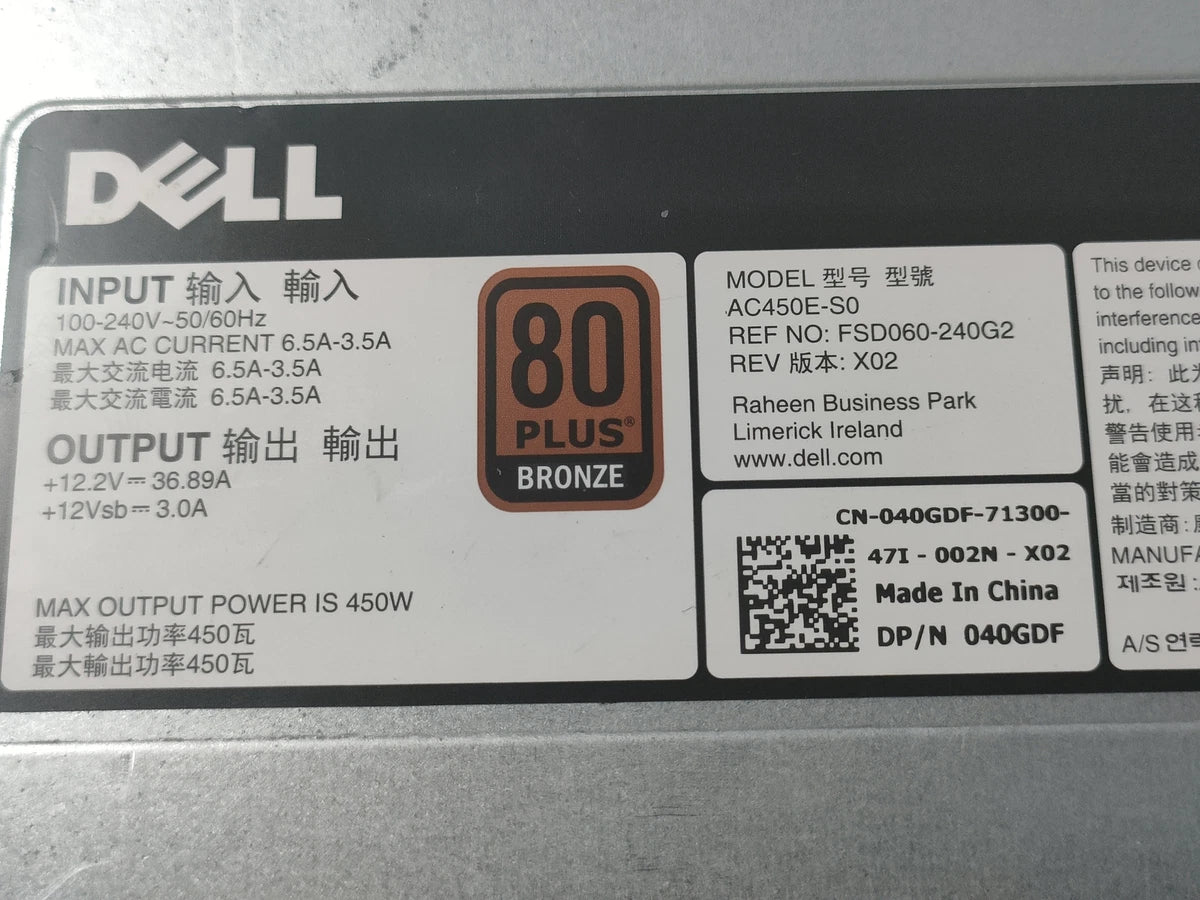 DELL
INPUT 输入 輸入
100-240V~50/60Hz
MAX AC CURRENT 6.5A-3.5A
最大交流电流 6.5A-3.5A
最大交流電流 6.5A-3.5A
OUTPUT 输出 輸出
+12.2V⎓ 36.89A
+12Vsb⎓ 3.0A
MAX OUTPUT POWER IS 450W
最大输出功率450瓦
最大輸出功率450瓦
80
PLUS®
BRONZE
MODEL 型号 型號
AC450E-S0
REF NO: FSD060-240G2
REV 版本: X02
Raheen Business Park
Limerick Ireland
www.dell.com
CN-040GDF-71300-
47I - 002N - X02
Made In China
DP/N 040GDF
This device
to the follow
interference
including in
声明: 此为
扰, 在这种
警告使用者
能會造成
當的對策
制造商:
MANUFA
제조원:
A/S 연락